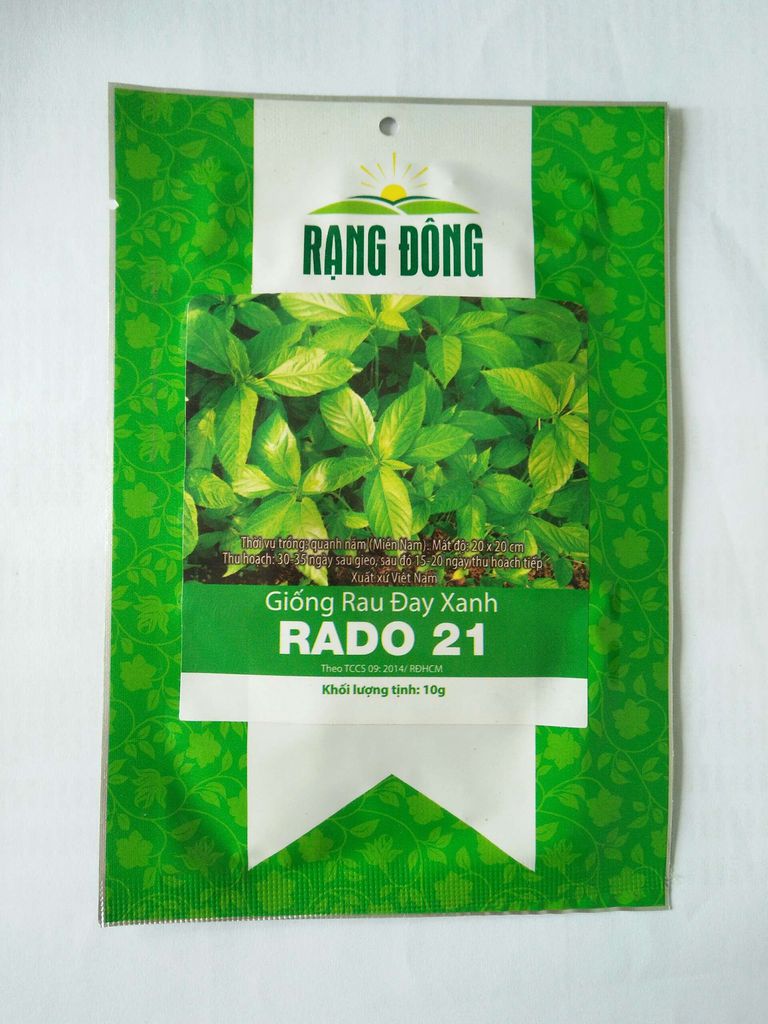 RẠNG ĐÔNG
Thời vụ trồng: quanh năm (Miền Nam). Mật độ: 20 x 20 cm
Thu hoạch: 30-35 ngày sau gieo, sau đó 15-20 ngày thu hoạch tiếp
Xuất xứ Việt Nam
Giống Rau Đay Xanh
RADO 21
Theo TCCS 09: 2014/ RĐHCM
Khối lượng tịnh: 10g